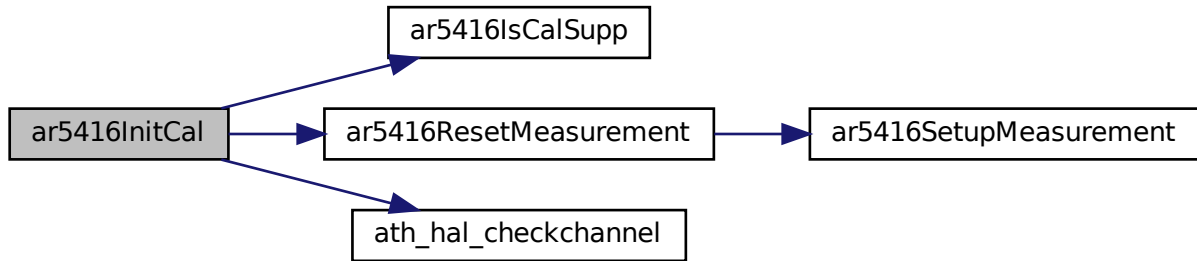 ar5416IsCalSupp
ar5416InitCal
ar5416ResetMeasurement
ar5416SetupMeasurement
ath_hal_checkchannel